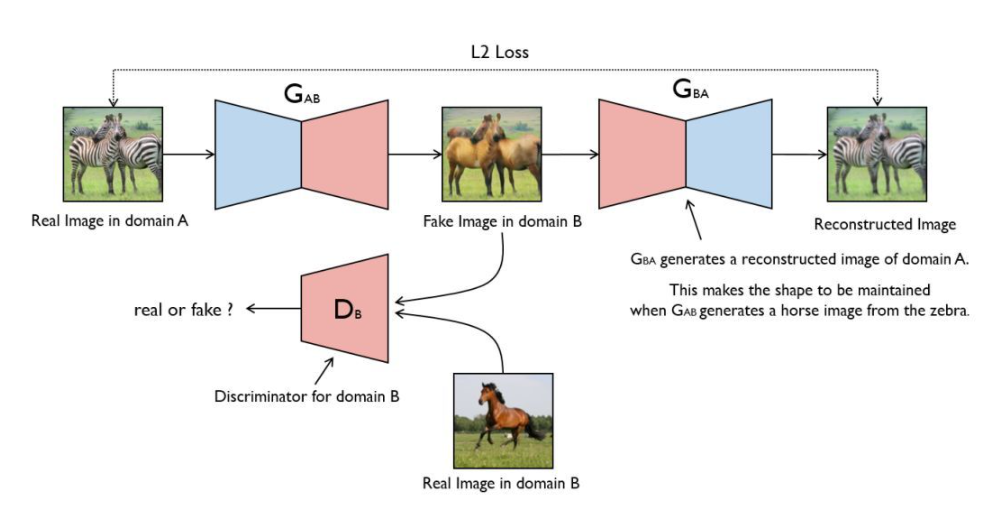 L2 Loss
GAB
GBA
Real Image in domain A
Fake Image in domain B
Reconstructed Image
GBA generates a reconstructed image of domain A.
This makes the shape to be maintained
when GAB generates a horse image from the zebra.
real or fake ?
DB
Discriminator for domain B
Real Image in domain B